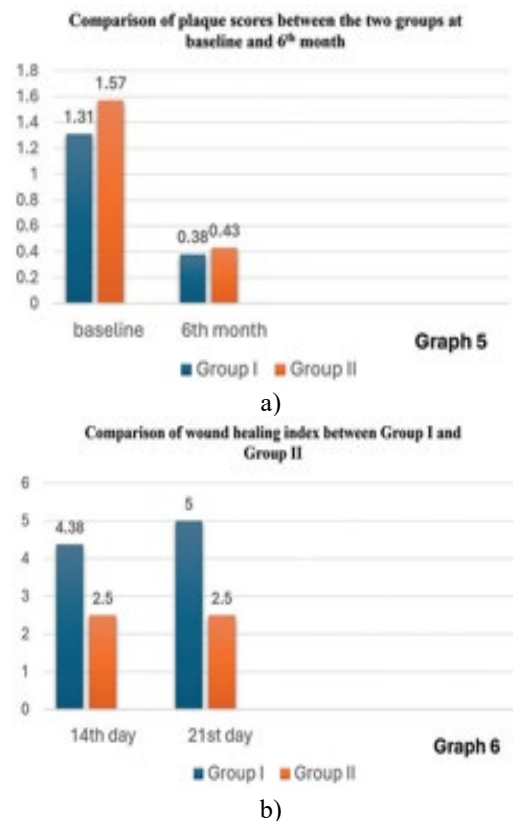 Comparison of plaque scores between the two groups at
baseline and 6th month
1.8
1.6
1.4
1.2
1
0.8
0.6
0.4
0.2
0
1.31
1.57
0.38
0.43
baseline
6th month
Graph 5
Group I
Group II
a)
Comparison of wound healing index between Group I and
Group II
6
5
4
3
2
1
0
4.38
2.5
5
2.5
14th day
21st day
Graph 6
Group I
Group II
b)